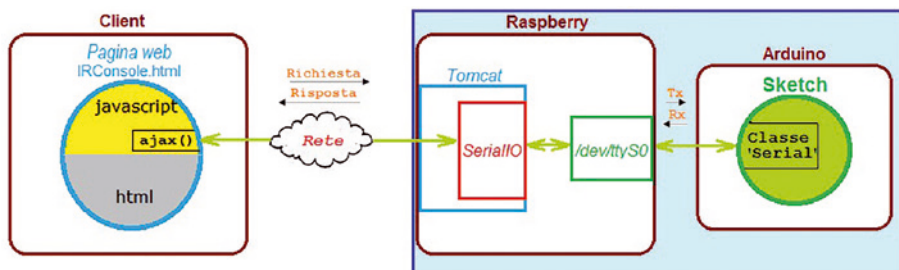 Client
Pagina web
IRConsole.html
javascript
ajax()
html
Richiesta
Risposta
Rete
Raspberry
Tomcat
SerialIO
/dev/ttyS0
Tx
Rx
Arduino
Sketch
Classe
'Serial'